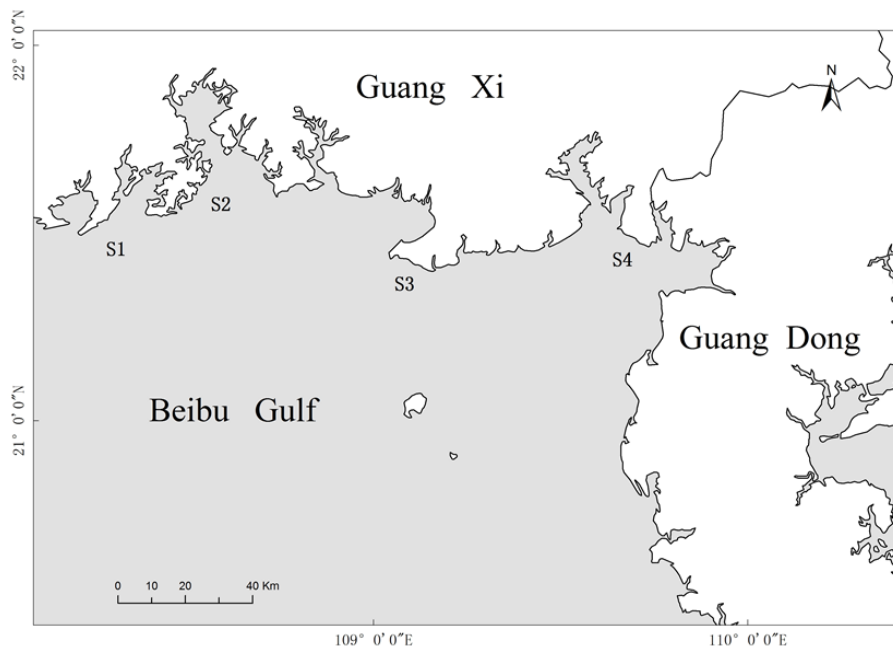 22° 0′0″N
Guang Xi
N
S2
S1
S3
S4
Guang Dong
Beibu Gulf
21° 0′0″N
0 10 20 40 Km
109° 0′0″E
110° 0′0″E